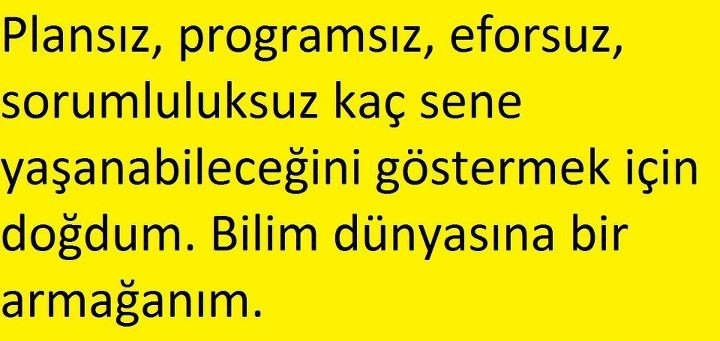 Plansız, programsız, eforsuz,
sorumluluksuz kaç sene
yaşanabileceğini göstermek için
doğdum. Bilim dünyasına bir
armağanım.